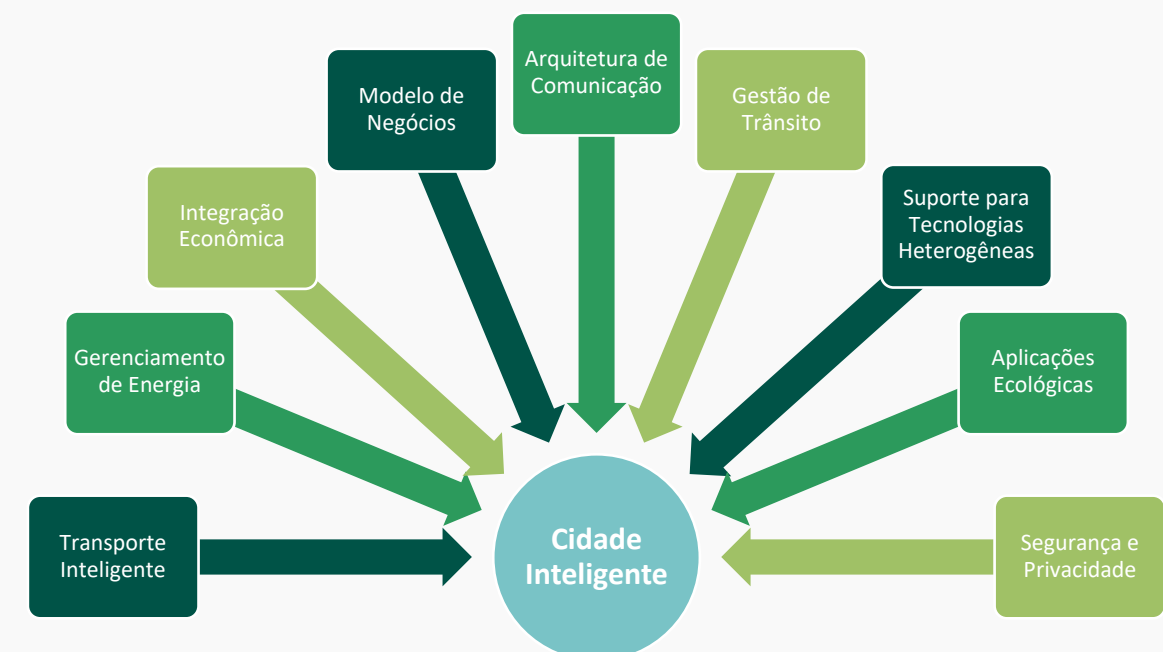 Arquitetura de
Comunicação
Modelo de
Negócios
Gestão de
Trânsito
Integração
Econômica
Suporte para
Tecnologias
Heterogêneas
Gerenciamento
de Energia
Aplicações
Ecológicas
Transporte
Inteligente
Cidade
Inteligente
Segurança e
Privacidade